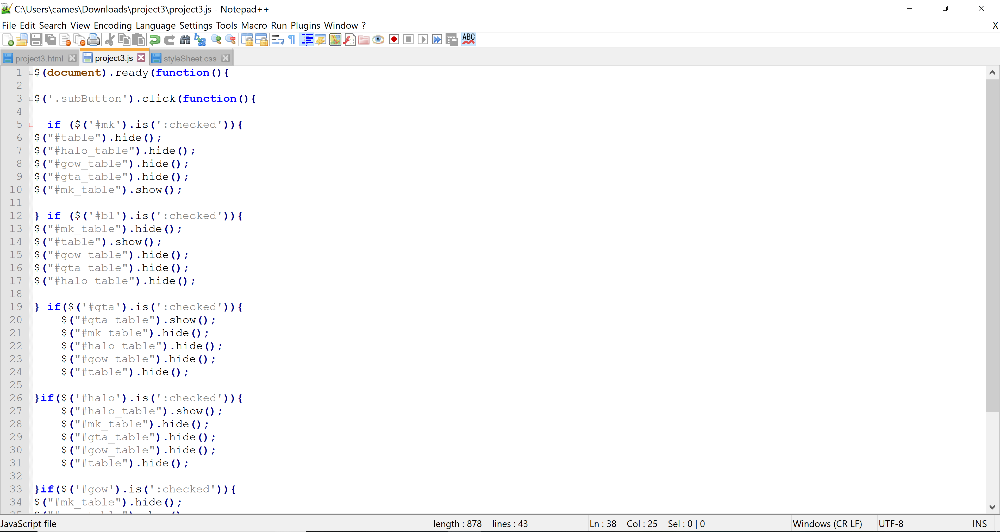 C:\Users\cames\Downloads\project3\project3.js - Notepad++
File Edit Search View Encoding Language Settings Tools Macro Run Plugins Window ? X
ABC
project3.html project3.js styleSheet.css
1 $(document).ready(function(){
2
3 $('.subButton').click(function(){
4
5 if ($('#mk').is(':checked')){
6 $("#table").hide();
7 $("#halo_table").hide();
8 $("#gow_table").hide();
9 $("#gta_table").hide();
10 $("#mk_table").show();
11
12 } if ($('#bl').is(':checked')){
13 $("#mk_table").hide();
14 $("#table").show();
15 $("#gow_table").hide();
16 $("#gta_table").hide();
17 $("#halo_table").hide();
18
19 } if($('#gta').is(':checked')){
20 $("#gta_table").show();
21 $("#mk_table").hide();
22 $("#halo_table").hide();
23 $("#gow_table").hide();
24 $("#table").hide();
25
26 }if($('#halo').is(':checked')){
27 $("#halo_table").show();
28 $("#mk_table").hide();
29 $("#gta_table").hide();
30 $("#gow_table").hide();
31 $("#table").hide();
32
33 }if($('#gow').is(':checked')){
34 $("#mk_table").hide();
JavaScript file length : 878 lines : 43 Ln : 38 Col : 25 Sel : 0 | 0 Windows (CR LF) UTF-8 INS